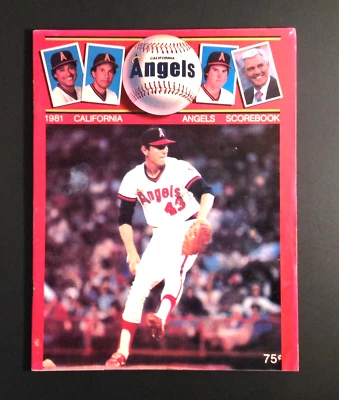 CALIFORNIA
Angels
1981 CALIFORNIA ANGELS SCOREBOOK
Angels
43
75¢